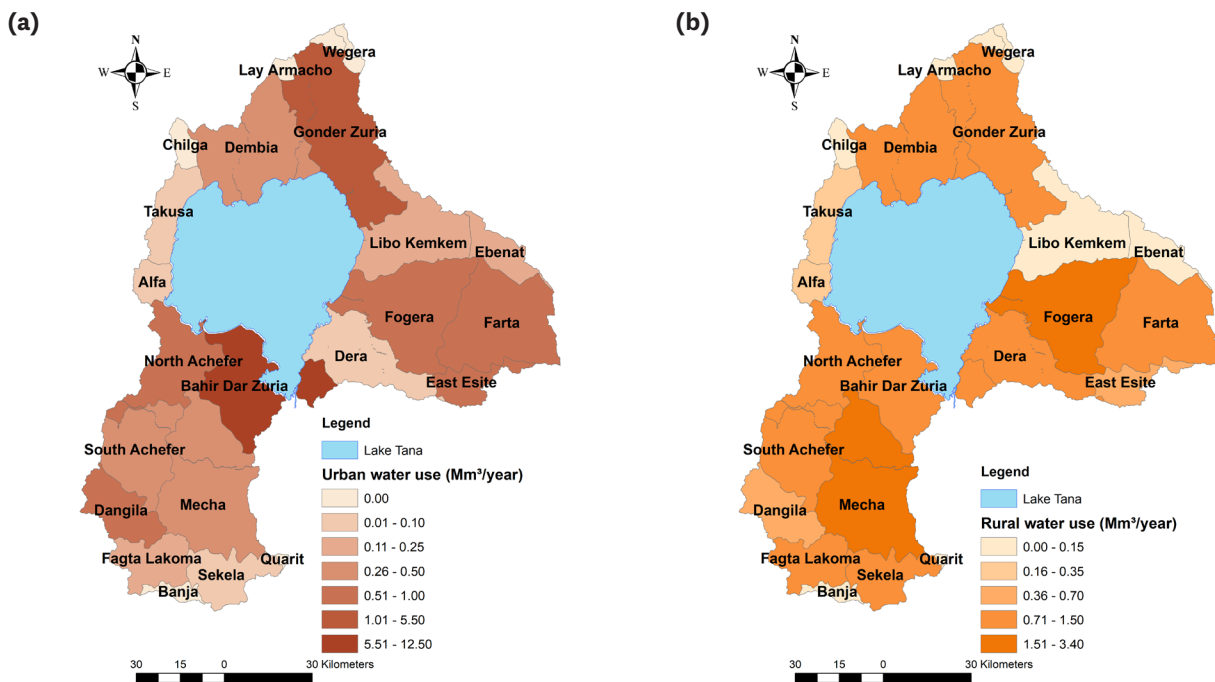 (a)
N
W
E
S
Wegera
Lay Armacho
Gonder Zuria
Chilga
Dembia
Takusa
Libo Kemkem
Ebenat
Alfa
Fogera
Farta
North Achefer
Dera
Bahir Dar Zuria
East Esite
South Achefer
Mecha
Dangila
Fagta Lakoma
Quarit
Sekela
Banja
Legend
Lake Tana
Urban water use (Mm³/year)
0.00
0.01 - 0.10
0.11 - 0.25
0.26 - 0.50
0.51 - 1.00
1.01 - 5.50
5.51 - 12.50
30 15 0 30 Kilometers
(b)
N
W
E
S
Wegera
Lay Armacho
Gonder Zuria
Chilga
Dembia
Takusa
Libo Kemkem
Ebenat
Alfa
Fogera
Farta
North Achefer
Dera
Bahir Dar Zuria
East Esite
South Achefer
Mecha
Dangila
Fagta Lakoma
Quarit
Sekela
Banja
Legend
Lake Tana
Rural water use (Mm³/year)
0.00 - 0.15
0.16 - 0.35
0.36 - 0.70
0.71 - 1.50
1.51 - 3.40
30 15 0 30 Kilometers